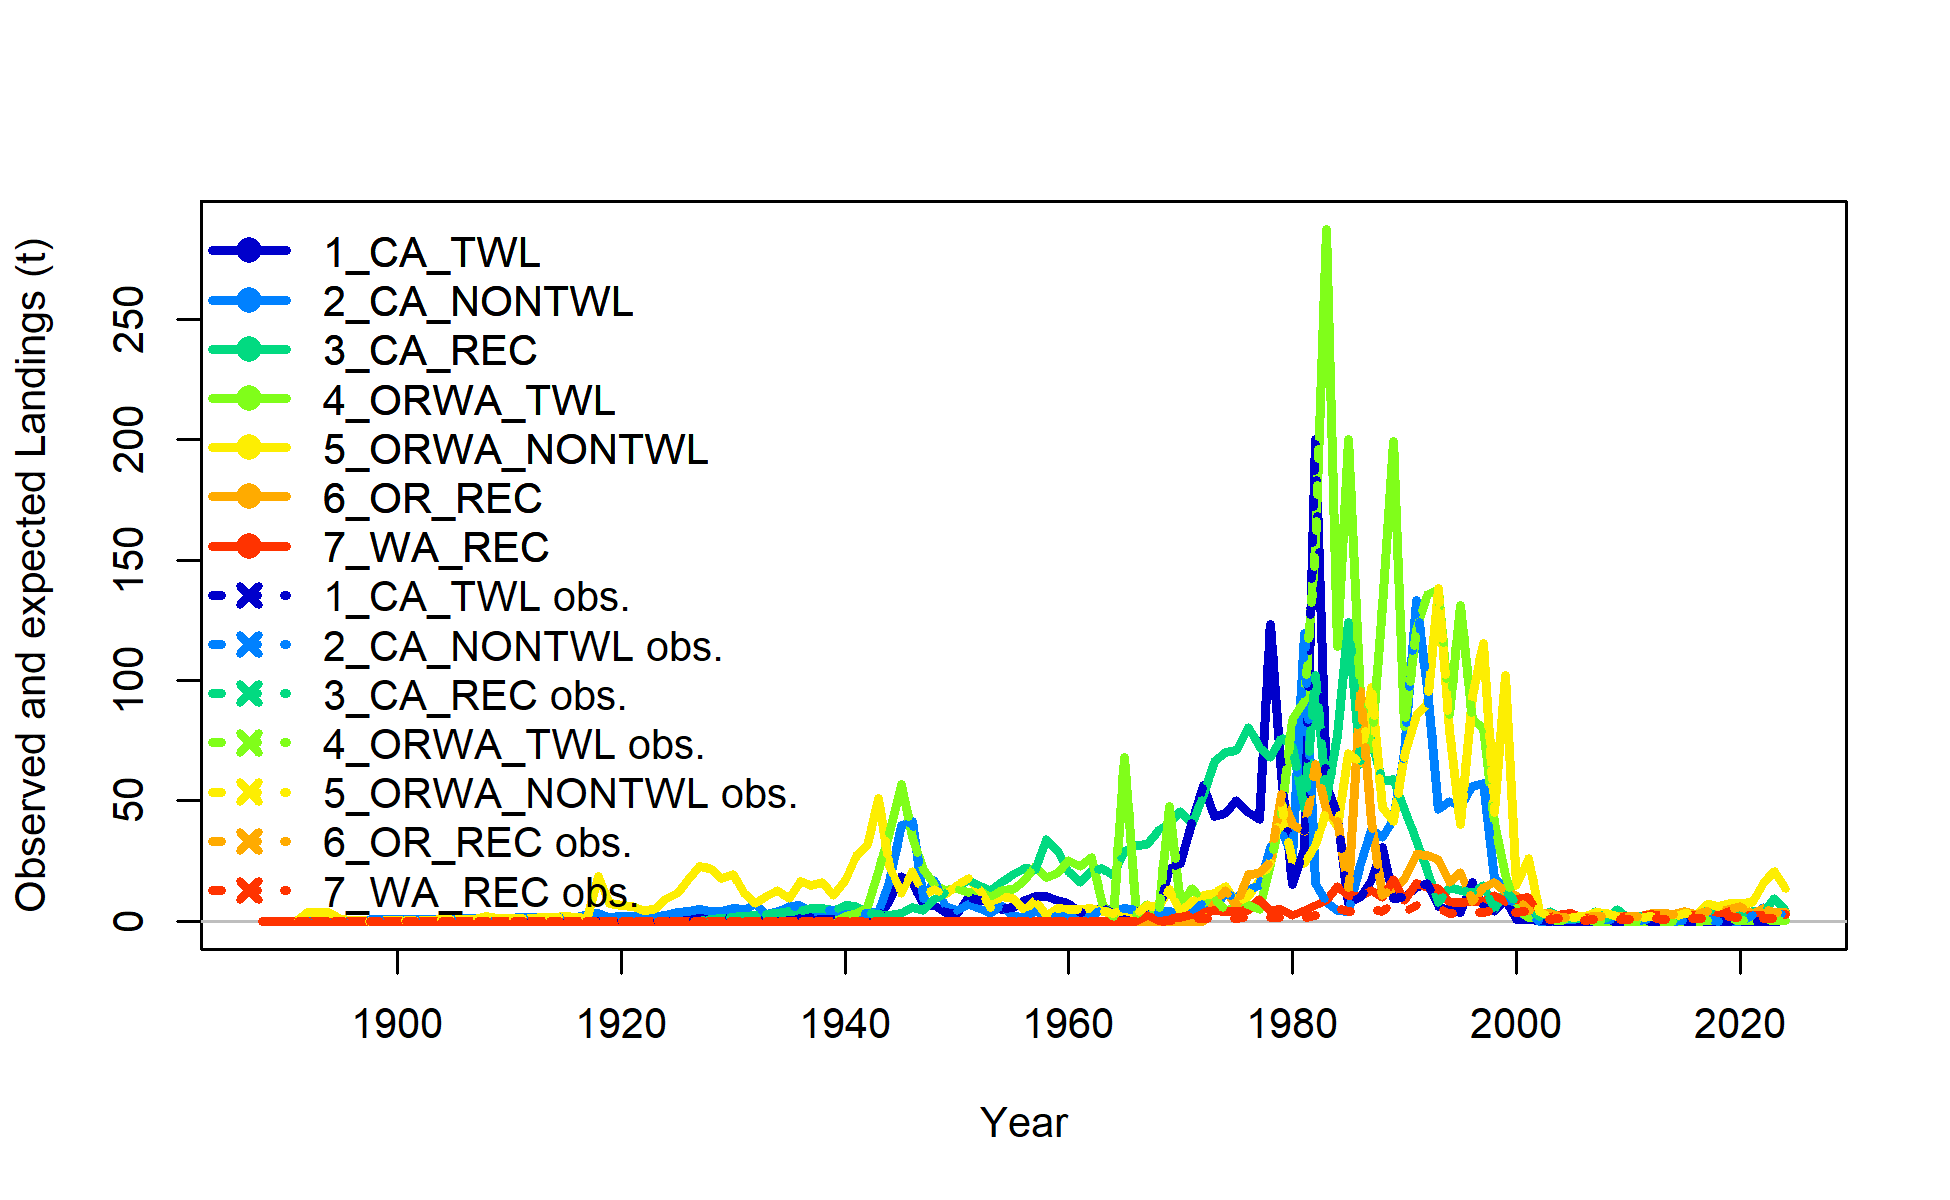 Observed and expected Landings (t)
250
200
150
100
50
0
1_CA_TWL
2_CA_NONTWL
3_CA_REC
4_ORWA_TWL
5_ORWA_NONTWL
6_OR_REC
7_WA_REC
1_CA_TWL obs.
2_CA_NONTWL obs.
3_CA_REC obs.
4_ORWA_TWL obs.
5_ORWA_NONTWL obs.
6_OR_REC obs.
7_WA_REC obs.
1900 1920 1940 1960 1980 2000 2020
Year